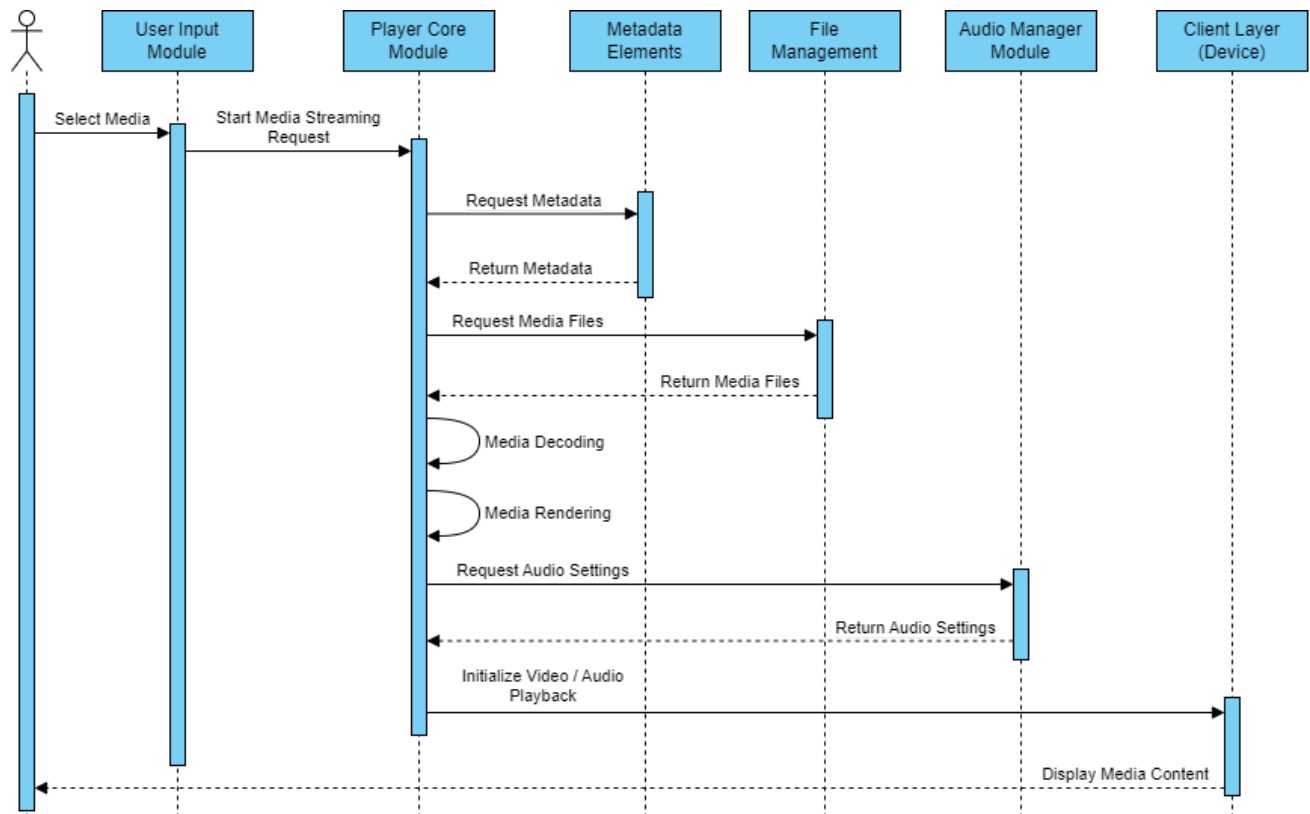 User Input
Module
Player Core
Module
Metadata
Elements
File
Management
Audio Manager
Module
Client Layer
(Device)
Select Media
Start Media Streaming
Request
Request Metadata
Return Metadata
Request Media Files
Return Media Files
Media Decoding
Media Rendering
Request Audio Settings
Return Audio Settings
Initialize Video / Audio
Playback
Display Media Content